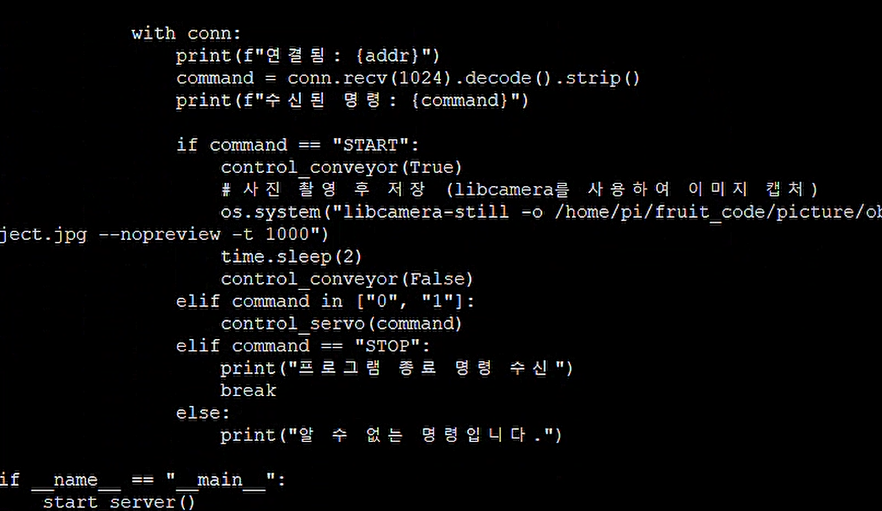 with conn:
print(f"연결됨: {addr}")
command = conn.recv(1024).decode().strip()
print(f"수신된 명령: {command}")
if command == "START":
control_conveyor(True)
# 사진 촬영 후 저장 (libcamera를 사용하여 이미지 캡처)
os.system("libcamera-still -o /home/pi/fruit_code/picture/ob
ject.jpg --nopreview -t 1000")
time.sleep(2)
control_conveyor(False)
elif command in ["0", "1"]:
control_servo(command)
elif command == "STOP":
print("프로그램 종료 명령 수신")
break
else:
print("알 수 없는 명령입니다.")
if __name__ == "__main__":
start_server()